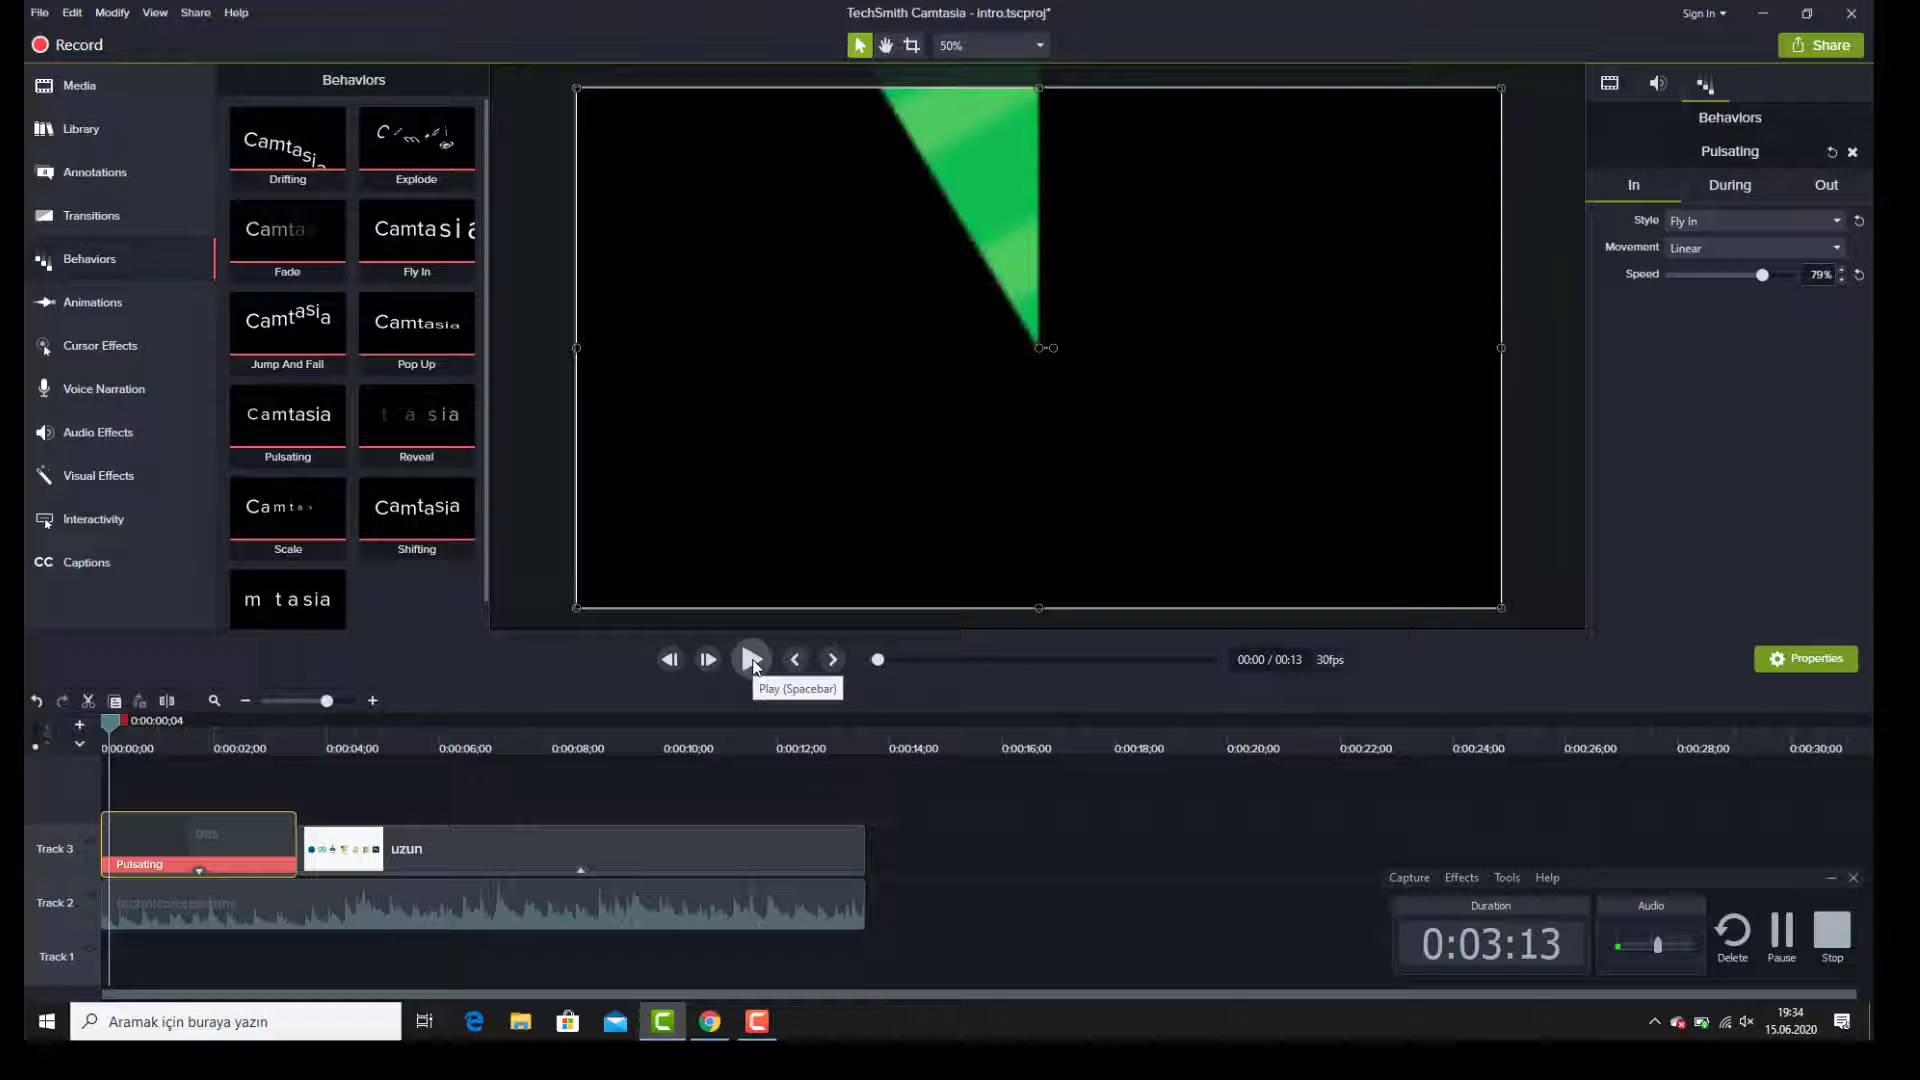 File Edit Modify View Share Help
TechSmith Camtasia - intro.tscproj*
Sign In
Record
50%
Share
Media
Library
Annotations
Transitions
Behaviors
Animations
Cursor Effects
Voice Narration
Audio Effects
Visual Effects
Interactivity
CC Captions
Behaviors
Camtasia
Drifting
Explode
Camta
Fade
Camtasia
Fly In
Camtasia
Jump And Fall
Camtasia
Pop Up
Camtasia
Pulsating
t a sia
Reveal
Camtas
Scale
Camtasia
Shifting
m tasia
Behaviors
Pulsating
In During Out
Style Fly In
Movement Linear
Speed 79%
00:00 / 00:13 30fps
Properties
Play (Spacebar)
0:00:00;04
0:00:00;00 0:00:02;00 0:00:04;00 0:00:06;00 0:00:08;00 0:00:10;00 0:00:12;00 0:00:14;00 0:00:16;00 0:00:18;00 0:00:20;00 0:00:22;00 0:00:24;00 0:00:26;00 0:00:28;00 0:00:30;00
Track 3
Pulsating
uzun
Track 2
Track 1
Capture Effects Tools Help
Duration
0:03:13
Audio
Delete
Pause
Stop
Aramak için buraya yazın
19:34
15.06.2020